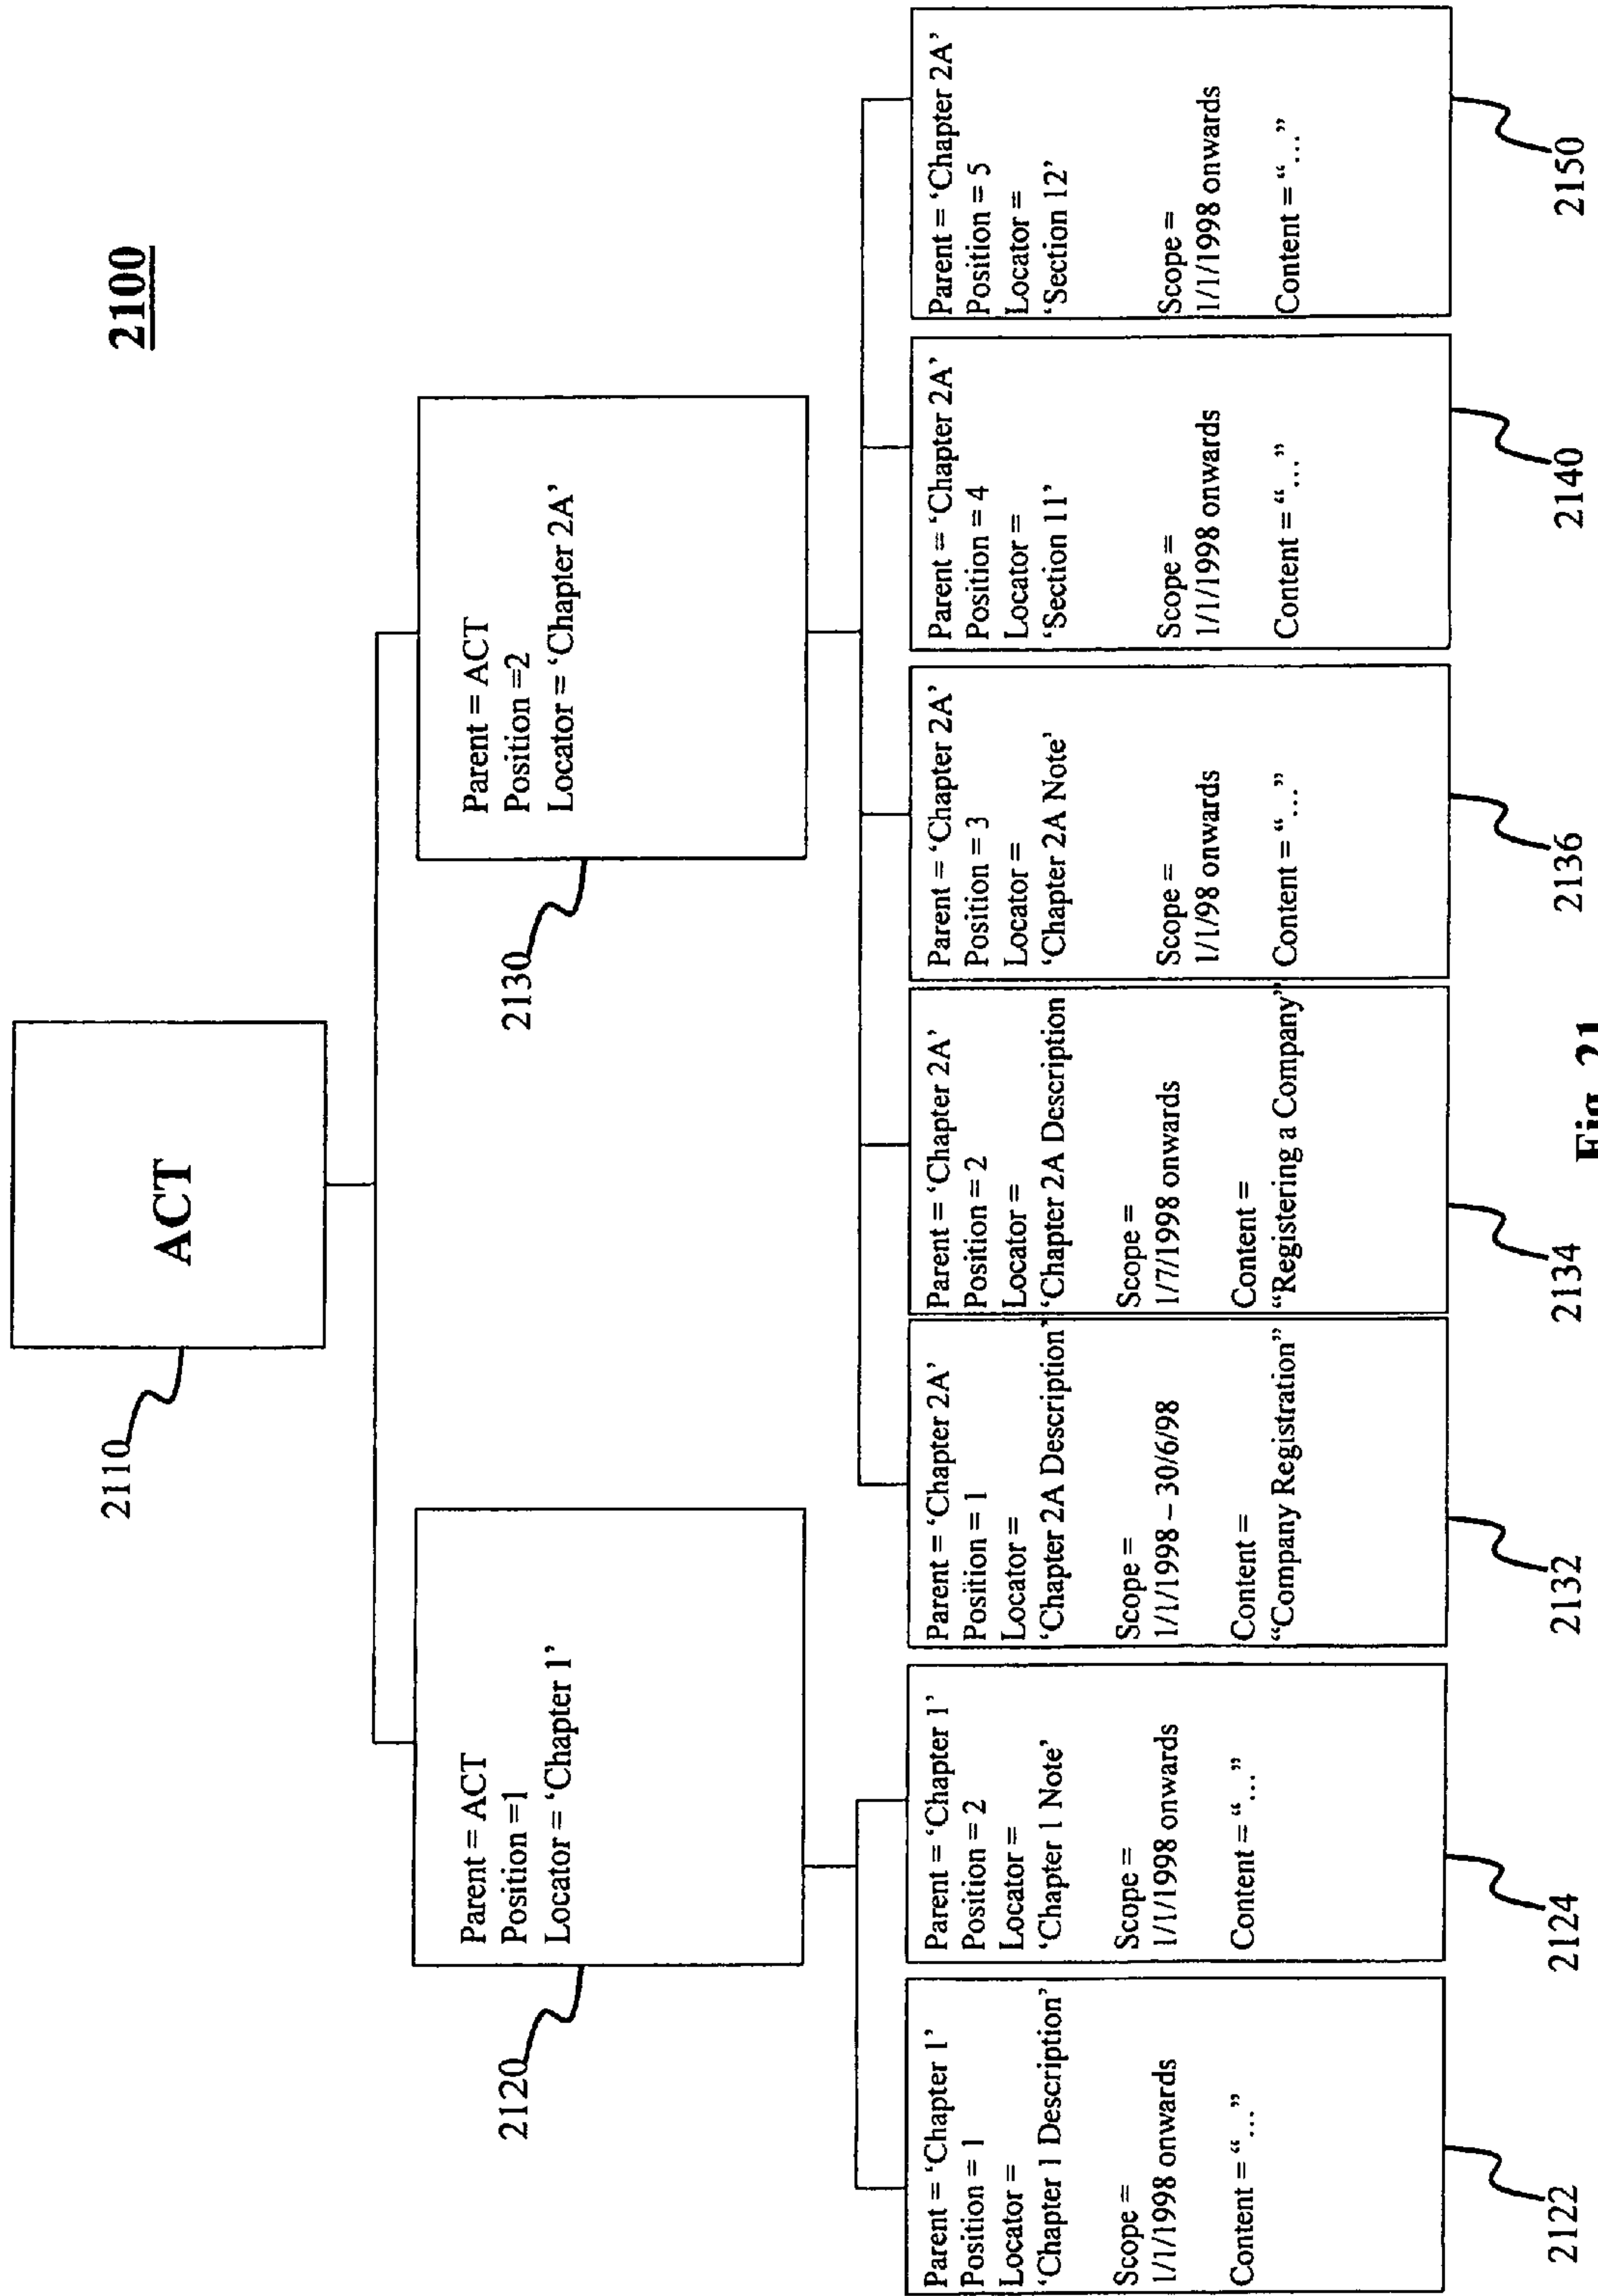 2100
ACT
2110
Parent = ACT
Position =1
Locator = ‘Chapter 1’
2120
Parent = ACT
Position =2
Locator = ‘Chapter 2A’
2130
Parent = ‘Chapter 1’
Position = 1
Locator =
‘Chapter 1 Description’
Scope =
1/1/1998 onwards
Content = “...”
2122
Parent = ‘Chapter 1’
Position = 2
Locator =
‘Chapter 1 Note’
Scope =
1/1/1998 onwards
Content = “...”
2124
Parent = ‘Chapter 2A’
Position = 1
Locator =
‘Chapter 2A Description’
Scope =
1/1/1998 – 30/6/98
Content =
“Company Registration”
2132
Parent = ‘Chapter 2A’
Position = 2
Locator =
‘Chapter 2A Description
Scope =
1/7/1998 onwards
Content =
“Registering a Company”
2134
Parent = ‘Chapter 2A’
Position = 3
Locator =
‘Chapter 2A Note’
Scope =
1/1/98 onwards
Content = “...”
2136
Parent = ‘Chapter 2A’
Position = 4
Locator =
‘Section 11’
Scope =
1/1/1998 onwards
Content = “...”
2140
Parent = ‘Chapter 2A’
Position = 5
Locator =
‘Section 12’
Scope =
1/1/1998 onwards
Content = “...”
2150
Fig. 21